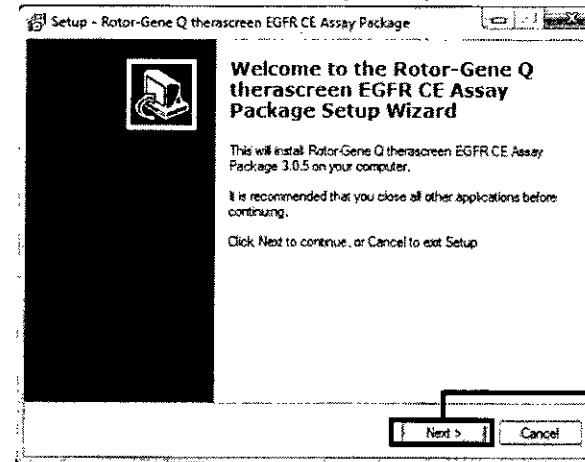 Setup - Rotor-Gene Q therascreen EGFR CE Assay Package
Welcome to the Rotor-Gene Q
therascreen EGFR CE Assay
Package Setup Wizard
This will install Rotor-Gene Q therascreen EGFR CE Assay
Package 3.0.5 on your computer.
It is recommended that you close all other applications before
continuing.
Click Next to continue, or Cancel to exit Setup
Next >
Cancel